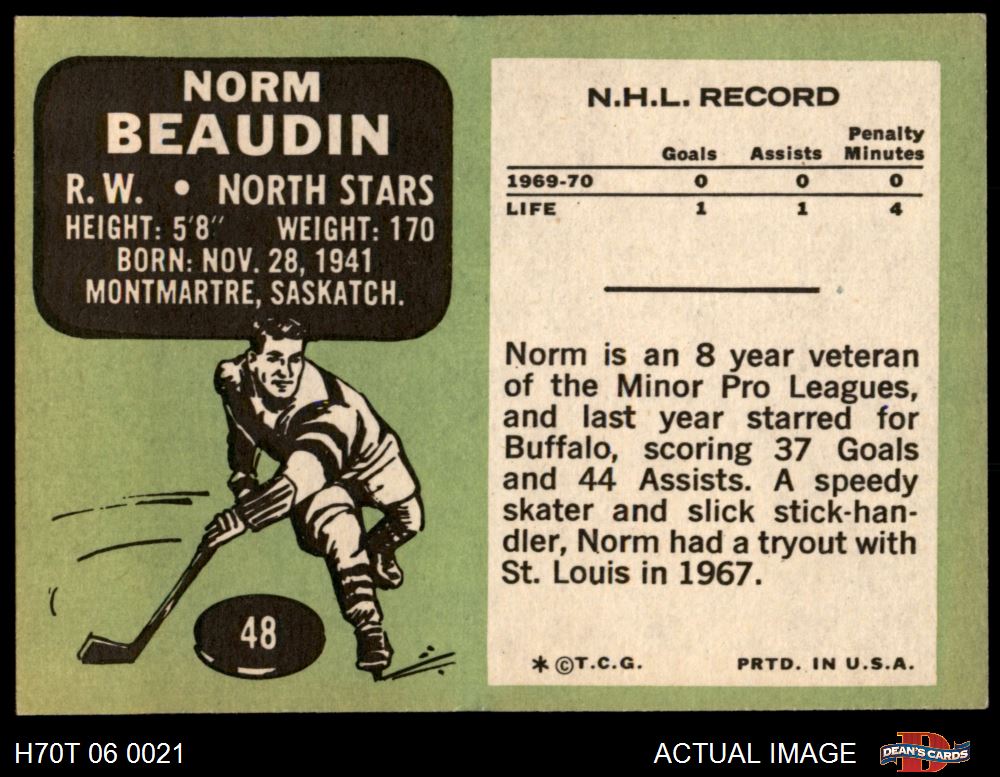 NORM
BEAUDIN
R. W. • NORTH STARS
HEIGHT: 5'8" WEIGHT: 170
BORN: NOV. 28, 1941
MONTMARTRE, SASKATCH.
48
N.H.L. RECORD
Goals Assists Penalty Minutes
1969-70 0 0 0
LIFE 1 1 4
Norm is an 8 year veteran
of the Minor Pro Leagues,
and last year starred for
Buffalo, scoring 37 Goals
and 44 Assists. A speedy
skater and slick stick-han-
dler, Norm had a tryout with
St. Louis in 1967.
* © T.C.G. PRTD. IN U.S.A.
H70T 06 0021
ACTUAL IMAGE
D
DEAN'S CARDS